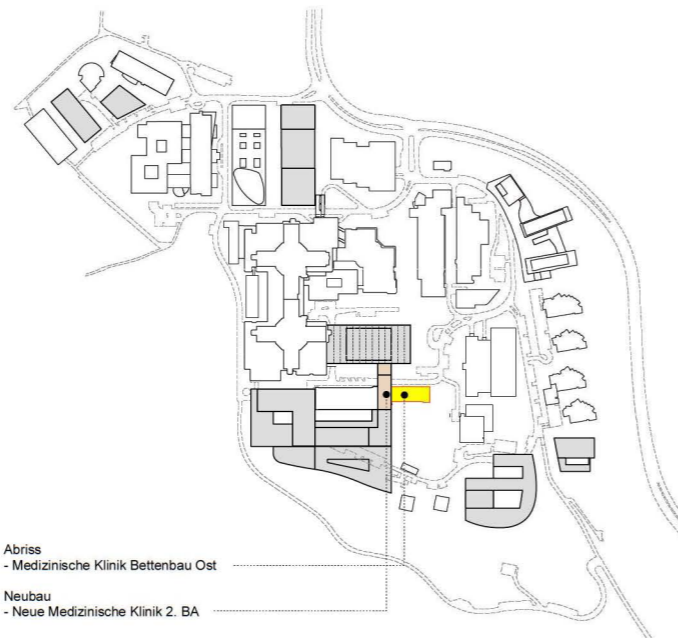 Abriss
- Medizinische Klinik Bettenbau Ost
Neubau
- Neue Medizinische Klinik 2. BA